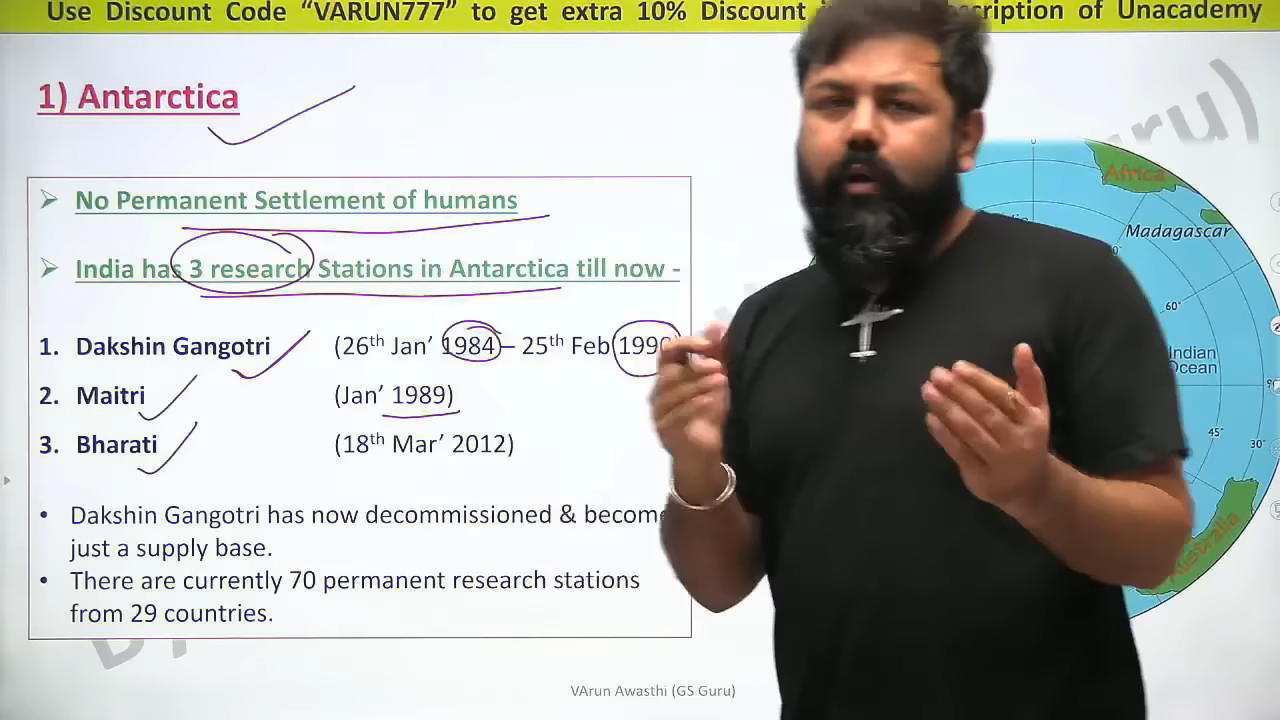 Use Discount Code “VARUN777” to get extra 10% Discount of Unacademy
1) Antarctica
No Permanent Settlement of humans
India has 3 research Stations in Antarctica till now -
1. Dakshin Gangotri (26th Jan’ 1984 – 25th Feb 1990
2. Maitri (Jan’ 1989)
3. Bharati (18th Mar’ 2012)
• Dakshin Gangotri has now decommissioned & become
just a supply base.
• There are currently 70 permanent research stations
from 29 countries.
Africa
Madagascar
60°
Indian
Ocean
45° 30°
Australia
VArun Awasthi (GS Guru)